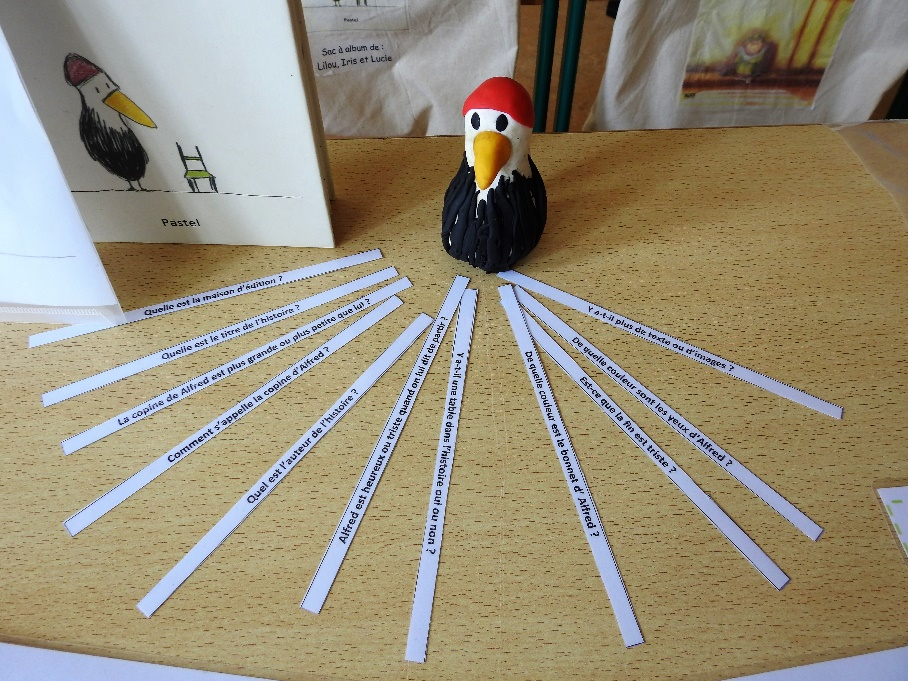 Pastel
Sac à album de :
Lilou, Iris et Lucie
Pastel
Quelle est la maison d'édition ?
Quelle est le titre de l'histoire ?
La copine de Alfred est plus grande ou plus petite que lui ?
Comment s'appelle la copine d'Alfred ?
Quel est l'auteur de l'histoire ?
Alfred est heureux ou triste quand on lui dit de partir ?
Y a-t-il une table dans l'histoire oui ou non ?
De quelle couleur est le bonnet d' Alfred ?
Est-ce que la fin est triste ?
De quelle couleur sont les yeux d'Alfred ?
Y a-t-il plus de texte ou d'images ?